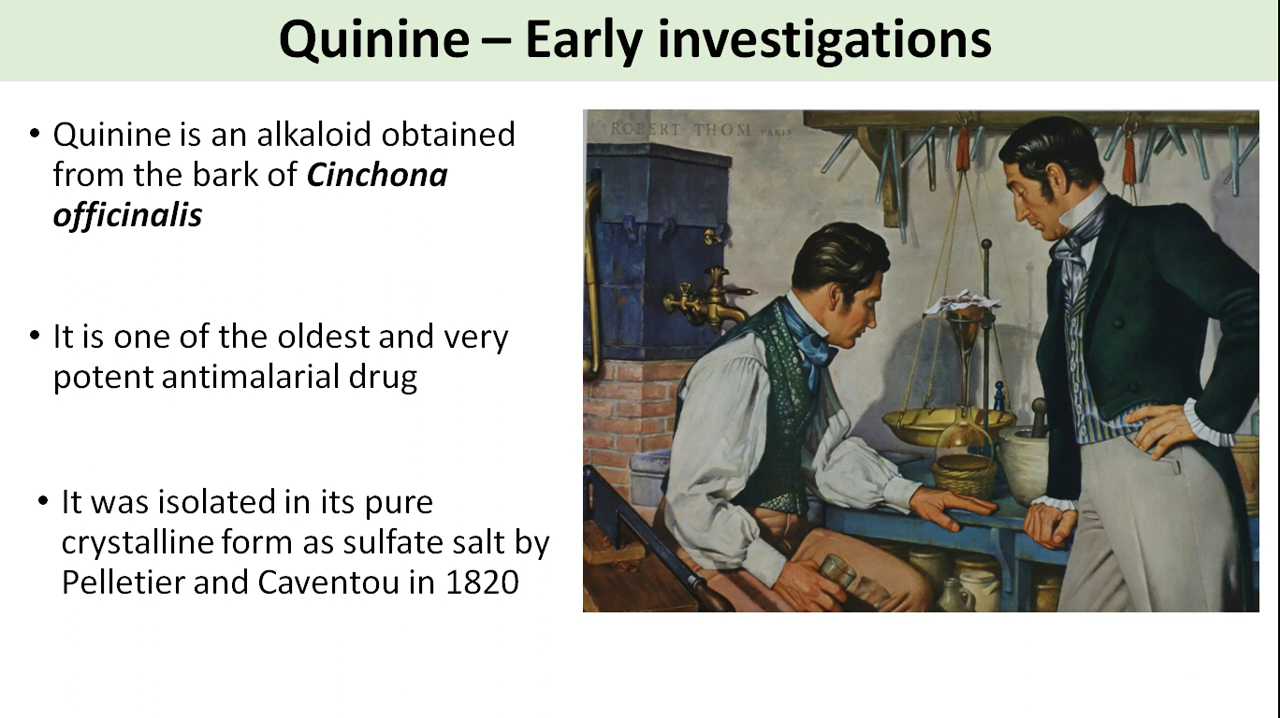 Quinine – Early investigations
• Quinine is an alkaloid obtained
from the bark of Cinchona
officinalis
• It is one of the oldest and very
potent antimalarial drug
• It was isolated in its pure
crystalline form as sulfate salt by
Pelletier and Caventou in 1820
ROBERT THOM PARIS